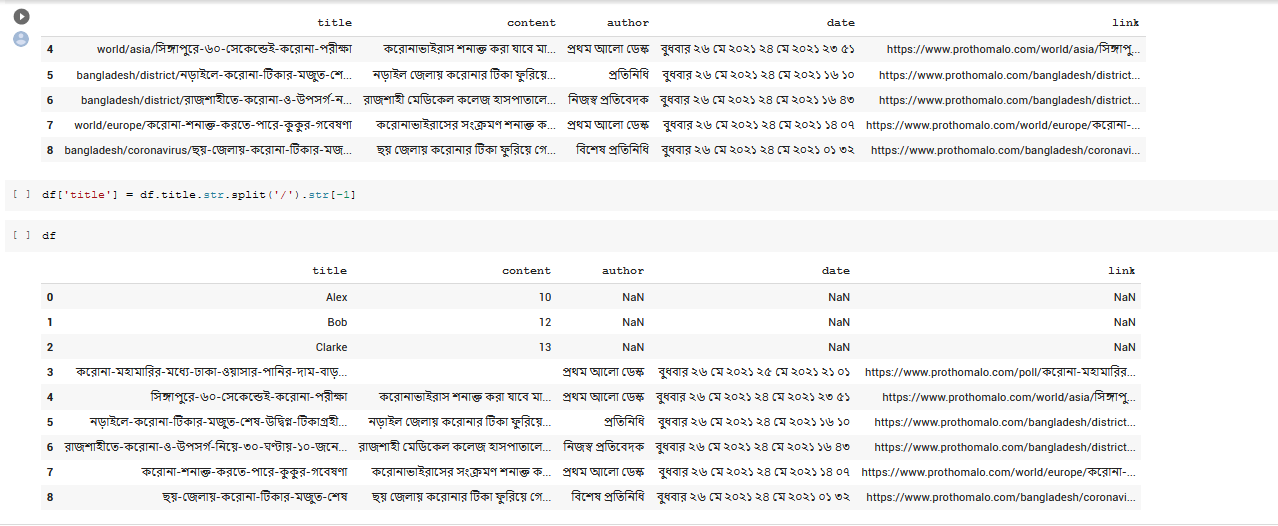 title content author date link
4 world/asia/সিঙ্গাপুরে-৬০-সেকেন্ডেই-করোনা-পরীক্ষা করোনাভাইরাস শনাক্ত করা যাবে মা... প্রথম আলো ডেস্ক বুধবার ২৬ মে ২০২১ ২৪ মে ২০২১ ২৩ ৫১ https://www.prothomalo.com/world/asia/সিঙ্গাপু...
5 bangladesh/district/নড়াইলে-করোনা-টিকার-মজুত-শে... নড়াইল জেলায় করোনার টিকা ফুরিয়ে... প্রতিনিধি বুধবার ২৬ মে ২০২১ ২৪ মে ২০২১ ১৬ ১০ https://www.prothomalo.com/bangladesh/district...
6 bangladesh/district/রাজশাহীতে-করোনা-ও-উপসর্গ-ন... রাজশাহী মেডিকেল কলেজ হাসপাতালে... নিজস্ব প্রতিবেদক বুধবার ২৬ মে ২০২১ ২৪ মে ২০২১ ১৬ ৪৩ https://www.prothomalo.com/bangladesh/district...
7 world/europe/করোনা-শনাক্ত-করতে-পারে-কুকুর-গবেষণা করোনাভাইরাসের সংক্রমণ শনাক্ত ক... প্রথম আলো ডেস্ক বুধবার ২৬ মে ২০২১ ২৪ মে ২০২১ ১৪ ০৭ https://www.prothomalo.com/world/europe/করোনা-...
8 bangladesh/coronavirus/ছয়-জেলায়-করোনা-টিকার-মজ... ছয় জেলায় করোনার টিকা ফুরিয়ে গে... বিশেষ প্রতিনিধি বুধবার ২৬ মে ২০২১ ২৪ মে ২০২১ ০১ ৩২ https://www.prothomalo.com/bangladesh/coronavi...
[ ] df['title'] = df.title.str.split('/').str[-1]
[ ] df
title content author date link
0 Alex 10 NaN NaN NaN
1 Bob 12 NaN NaN NaN
2 Clarke 13 NaN NaN NaN
3 করোনা-মহামারির-মধ্যে-ঢাকা-ওয়াসার-পানির-দাম-বাড়... প্রথম আলো ডেস্ক বুধবার ২৬ মে ২০২১ ২৫ মে ২০২১ ২১ ০১ https://www.prothomalo.com/poll/করোনা-মহামারির...
4 সিঙ্গাপুরে-৬০-সেকেন্ডেই-করোনা-পরীক্ষা করোনাভাইরাস শনাক্ত করা যাবে মা... প্রথম আলো ডেস্ক বুধবার ২৬ মে ২০২১ ২৪ মে ২০২১ ২৩ ৫১ https://www.prothomalo.com/world/asia/সিঙ্গাপু...
5 নড়াইলে-করোনা-টিকার-মজুত-শেষ-উদ্বিগ্ন-টিকাগ্রহী... নড়াইল জেলায় করোনার টিকা ফুরিয়ে... প্রতিনিধি বুধবার ২৬ মে ২০২১ ২৪ মে ২০২১ ১৬ ১০ https://www.prothomalo.com/bangladesh/district...
6 রাজশাহীতে-করোনা-ও-উপসর্গ-নিয়ে-৩০-ঘণ্টায়-১০-জনে... রাজশাহী মেডিকেল কলেজ হাসপাতালে... নিজস্ব প্রতিবেদক বুধবার ২৬ মে ২০২১ ২৪ মে ২০২১ ১৬ ৪৩ https://www.prothomalo.com/bangladesh/district...
7 করোনা-শনাক্ত-করতে-পারে-কুকুর-গবেষণা করোনাভাইরাসের সংক্রমণ শনাক্ত ক... প্রথম আলো ডেস্ক বুধবার ২৬ মে ২০২১ ২৪ মে ২০২১ ১৪ ০৭ https://www.prothomalo.com/world/europe/করোনা-...
8 ছয়-জেলায়-করোনা-টিকার-মজুত-শেষ ছয় জেলায় করোনার টিকা ফুরিয়ে গে... বিশেষ প্রতিনিধি বুধবার ২৬ মে ২০২১ ২৪ মে ২০২১ ০১ ৩২ https://www.prothomalo.com/bangladesh/coronavi...